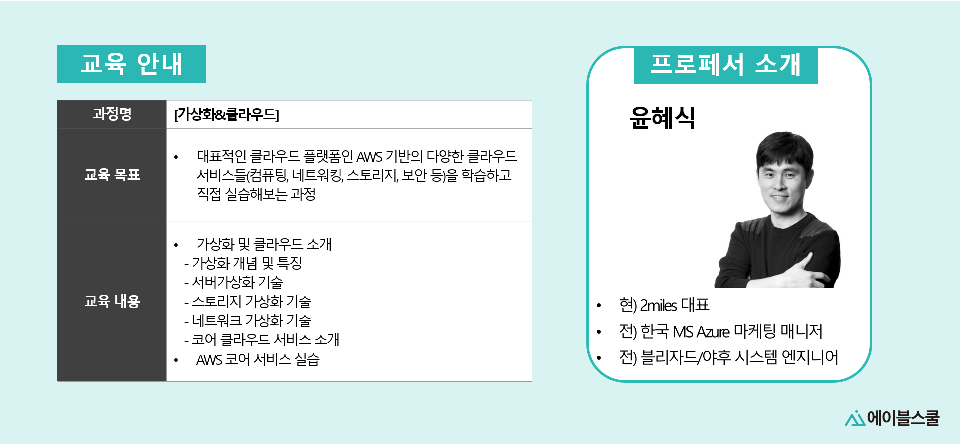 교육 안내
과정명
[가상화&클라우드]
교육 목표
• 대표적인 클라우드 플랫폼인 AWS 기반의 다양한 클라우드
서비스들(컴퓨팅, 네트워킹, 스토리지, 보안 등)을 학습하고
직접 실습해보는 과정
교육 내용
• 가상화 및 클라우드 소개
- 가상화 개념 및 특징
- 서버가상화 기술
- 스토리지 가상화 기술
- 네트워크 가상화 기술
- 코어 클라우드 서비스 소개
• AWS 코어 서비스 실습
프로페서 소개
윤혜식
• 현) 2miles 대표
• 전) 한국 MS Azure 마케팅 매니저
• 전) 블리자드/야후 시스템 엔지니어
에이블스쿨